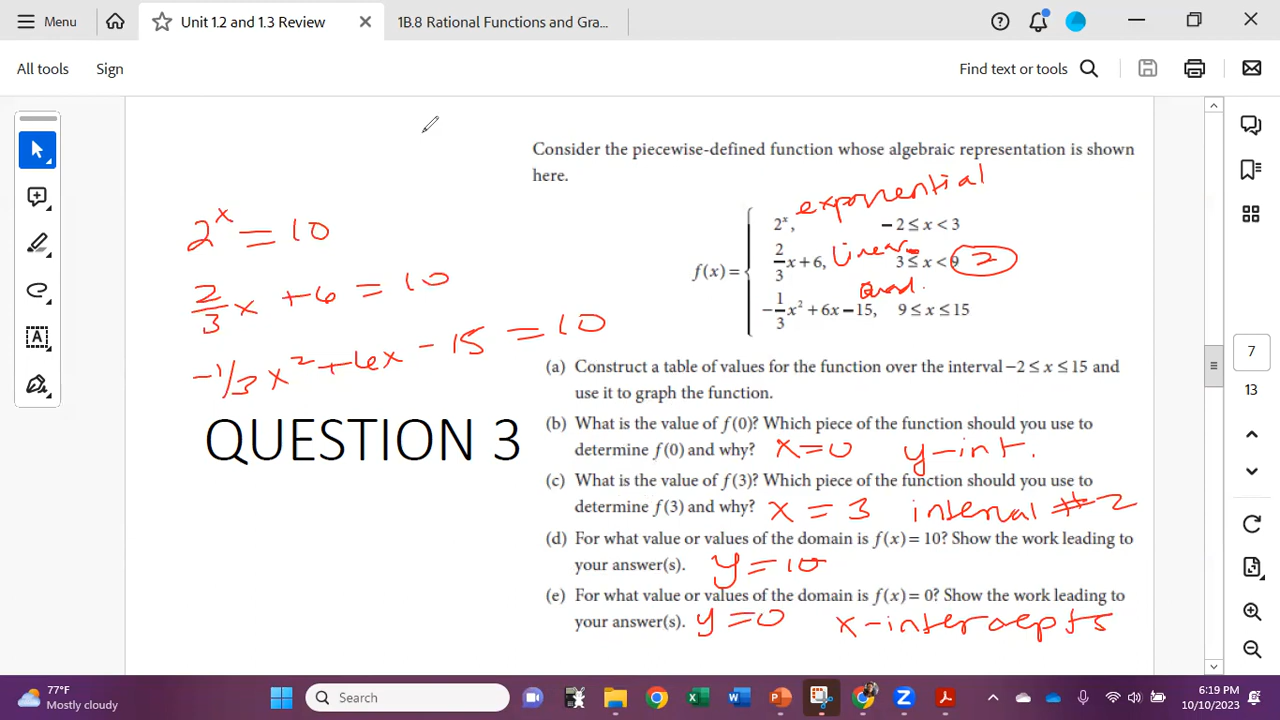 Menu
Unit 1.2 and 1.3 Review
1B.8 Rational Functions and Gra...
All tools
Sign
Find text or tools
Consider the piecewise-defined function whose algebraic representation is shown
here.
2^x = 10
2/3 x + 6 = 10
-1/3 x² + 6x - 15 = 10
QUESTION 3
f(x) =
2^x, exponential -2 ≤ x < 3
2/3 x + 6, linear 3 ≤ x < 9 2
-1/3 x² + 6x - 15, Quad. 9 ≤ x ≤ 15
(a) Construct a table of values for the function over the interval -2 ≤ x ≤ 15 and
use it to graph the function.
(b) What is the value of f(0)? Which piece of the function should you use to
determine f(0) and why? x = 0 y-int.
(c) What is the value of f(3)? Which piece of the function should you use to
determine f(3) and why? x = 3 interval #2
(d) For what value or values of the domain is f(x) = 10? Show the work leading to
your answer(s). y = 10
(e) For what value or values of the domain is f(x) = 0? Show the work leading to
your answer(s). y = 0 x-intercepts
7
13
77°F
Mostly cloudy
Search
6:19 PM
10/10/2023